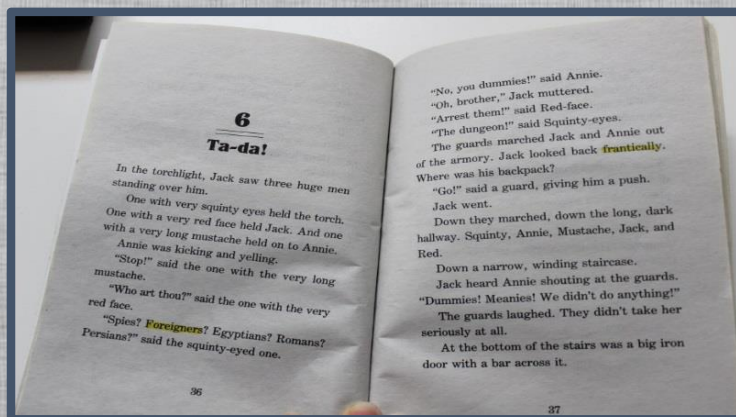 6
Ta-da!
In the torchlight, Jack saw three huge men
standing over him.
One with very squinty eyes held the torch.
One with a very red face held Jack. And one
with a very long mustache held on to Annie.
Annie was kicking and yelling.
"Stop!" said the one with the very long
mustache.
"Who art thou?" said the one with the very
red face.
"Spies? Foreigners? Egyptians? Romans?
Persians?" said the squinty-eyed one.
36
"No, you dummies!" said Annie.
"Oh, brother," Jack muttered.
"Arrest them!" said Red-face.
"The dungeon!" said Squinty-eyes.
The guards marched Jack and Annie out
of the armory. Jack looked back frantically.
Where was his backpack?
"Go!" said a guard, giving him a push.
Jack went.
Down they marched, down the long, dark
hallway. Squinty, Annie, Mustache, Jack, and
Red.
Down a narrow, winding staircase.
Jack heard Annie shouting at the guards.
"Dummies! Meanies! We didn't do anything!"
The guards laughed. They didn't take her
seriously at all.
At the bottom of the stairs was a big iron
door with a bar across it.
37